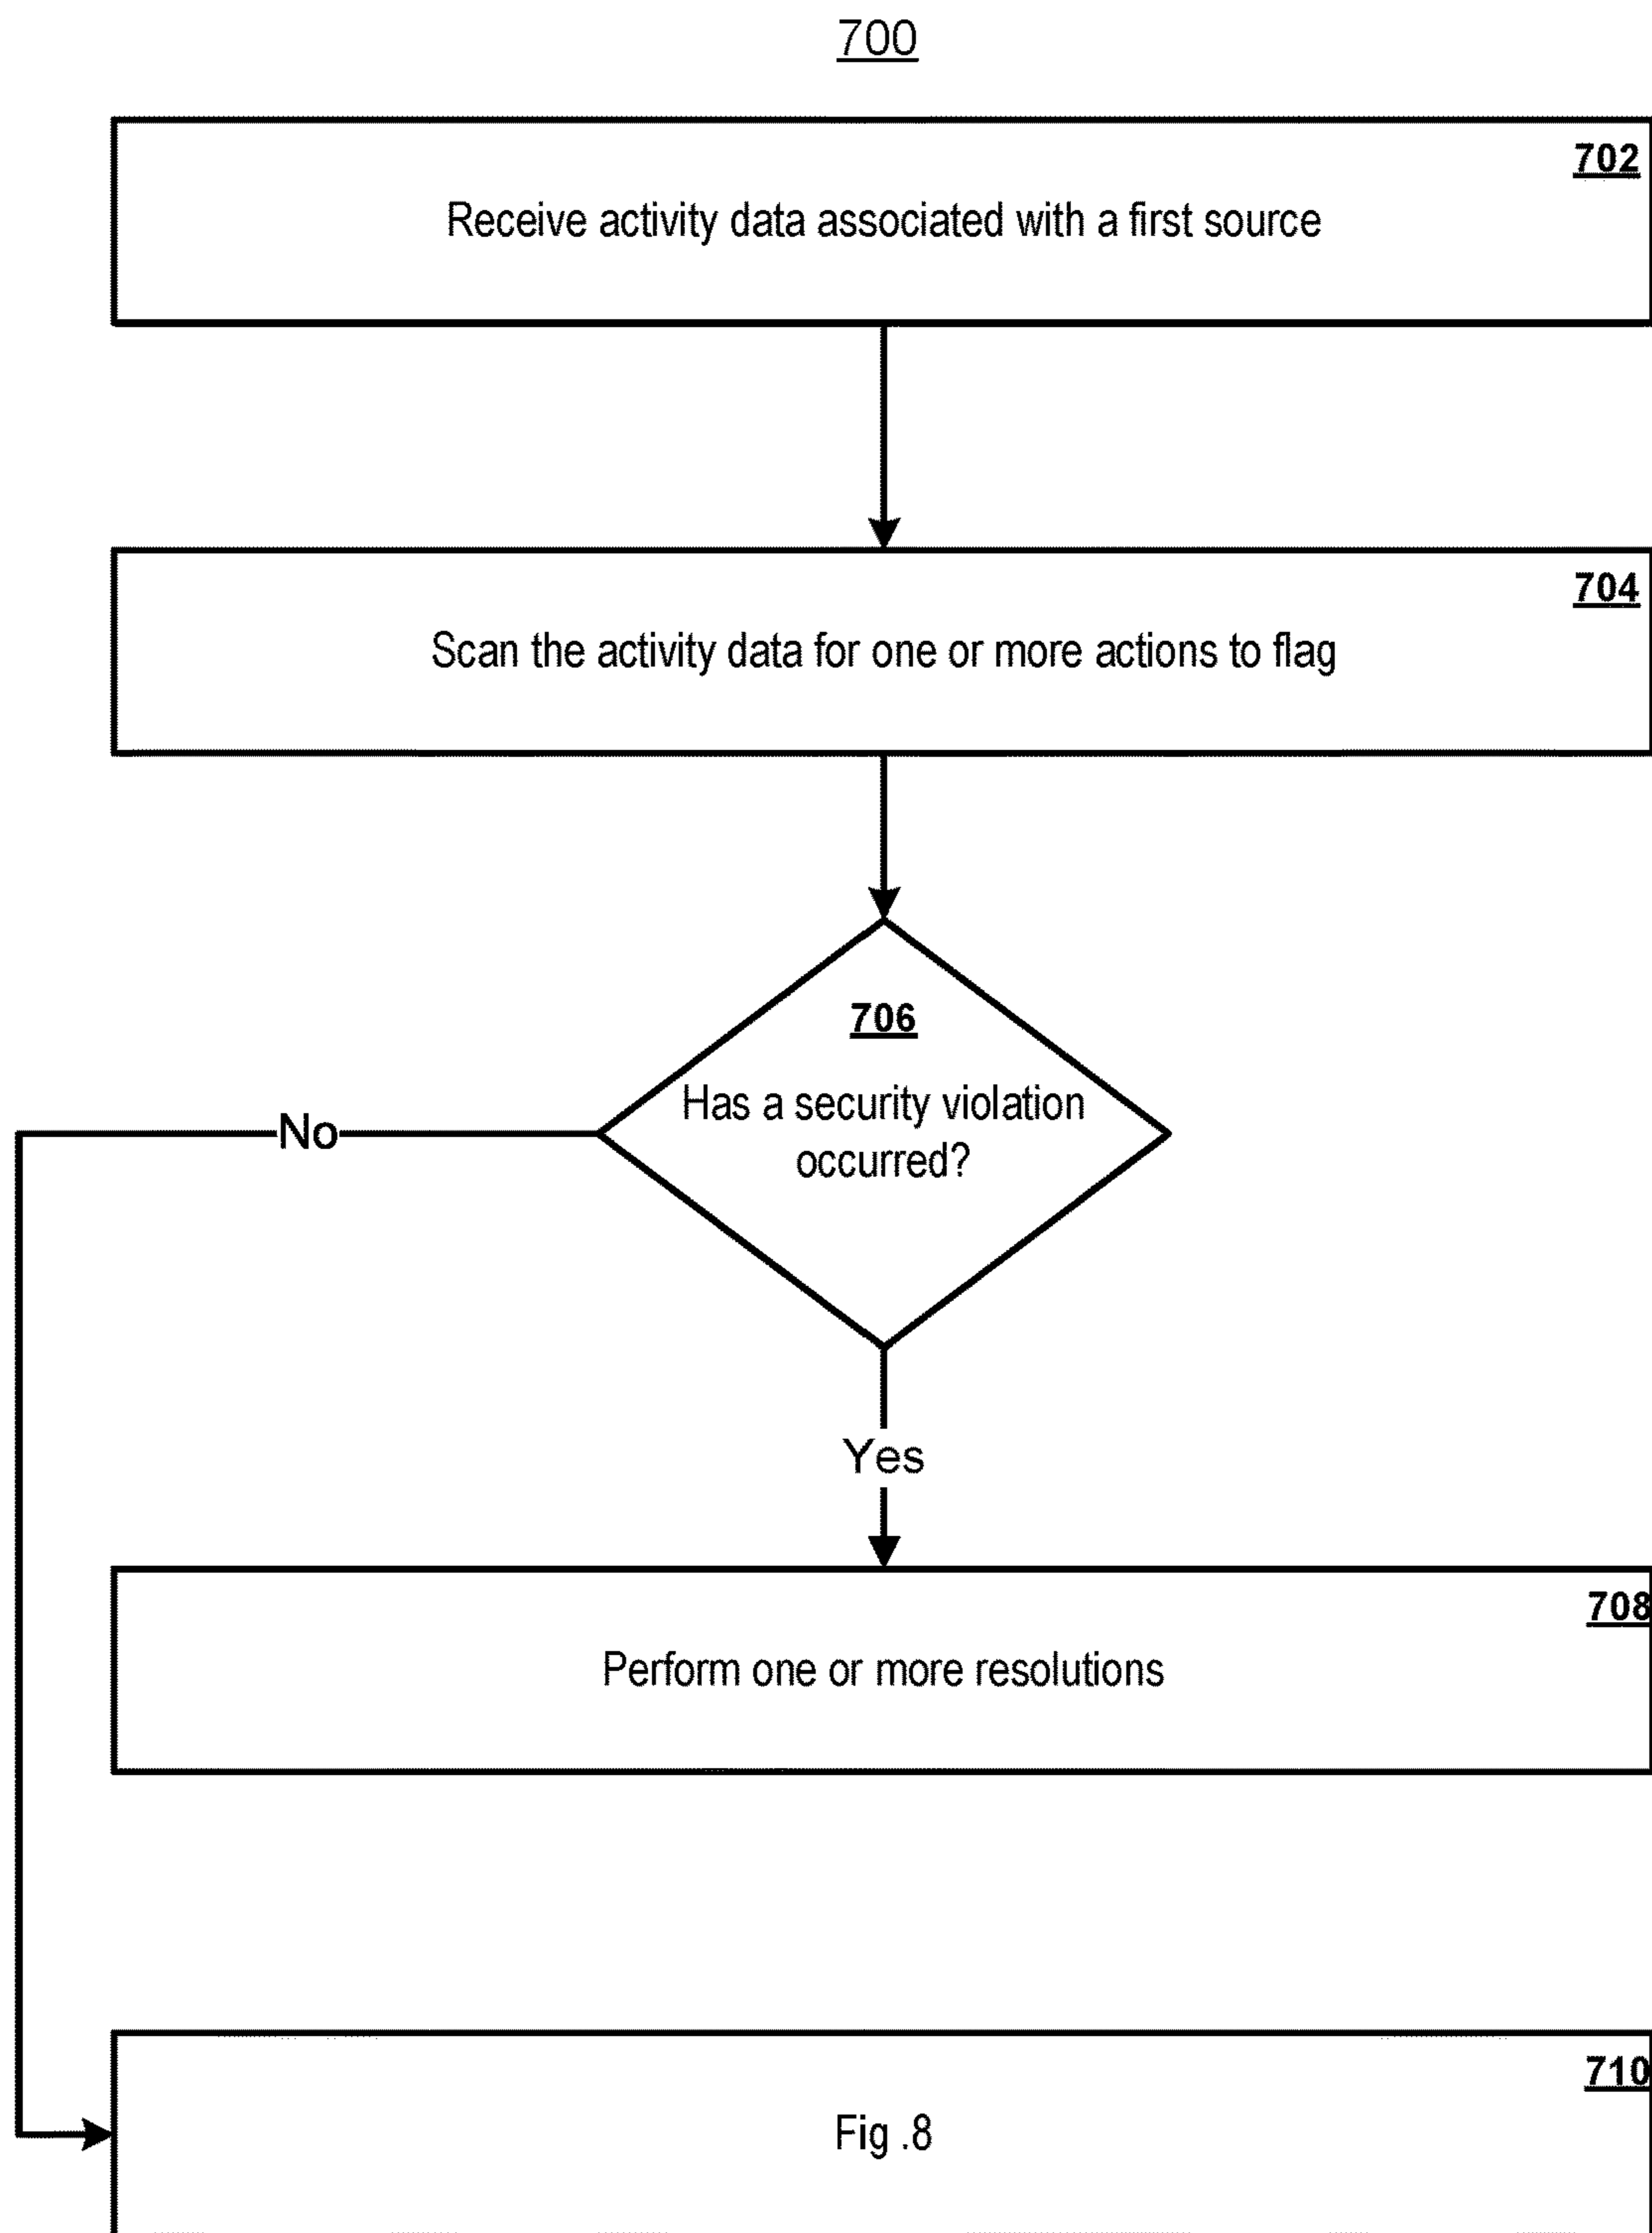 700
702
Receive activity data associated with a first source
704
Scan the activity data for one or more actions to flag
706
Has a security violation
occurred?
No
Yes
708
Perform one or more resolutions
710
Fig .8